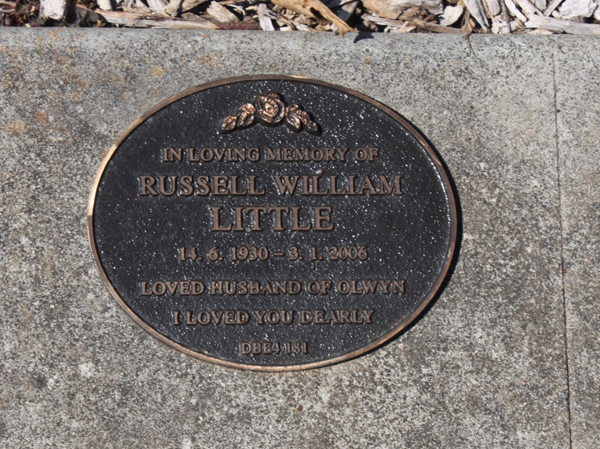 IN LOVING MEMORY OF
RUSSELL WILLIAM
LITTLE
14. 6. 1930 – 3. 1. 2006
LOVED HUSBAND OF OLWYN
I LOVED YOU DEARLY
DBE4 181